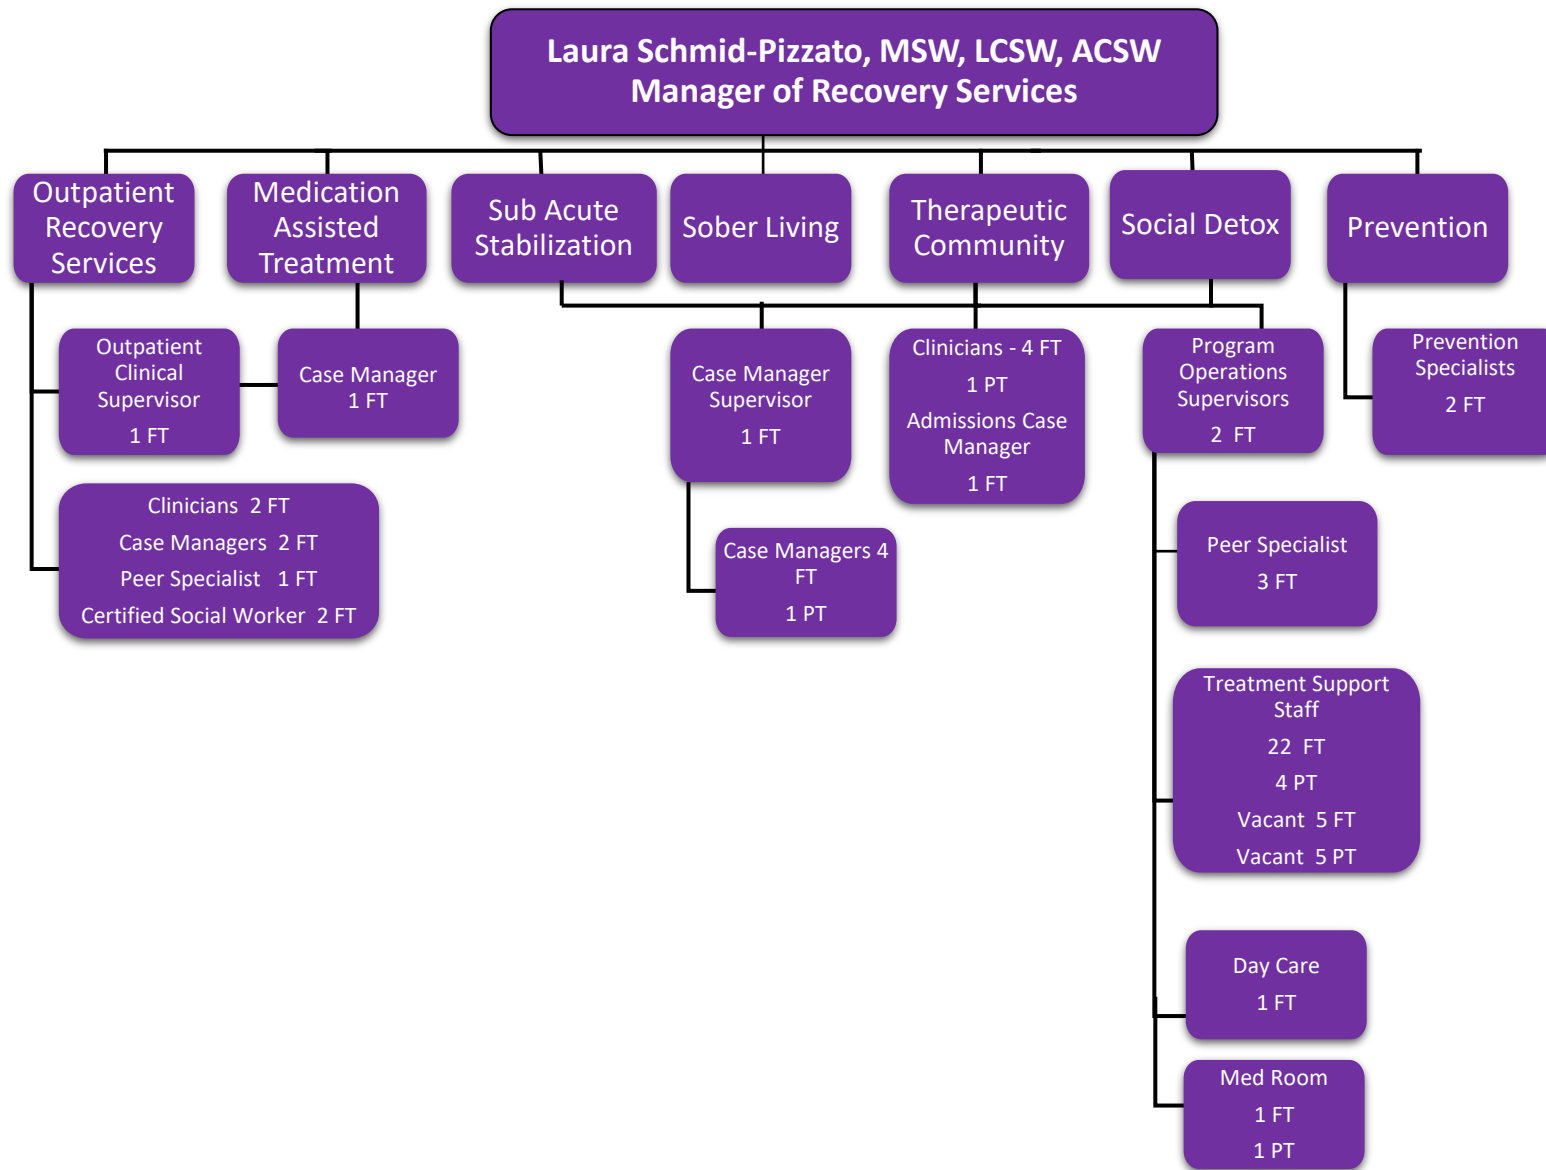 Laura Schmid-Pizzato, MSW, LCSW, ACSW
Manager of Recovery Services
Outpatient
Recovery
Services
Medication
Assisted
Treatment
Sub Acute
Stabilization
Sober Living
Therapeutic
Community
Social Detox
Prevention
Outpatient
Clinical
Supervisor
1 FT
Case Manager
1 FT
Case Manager
Supervisor
1 FT
Clinicians - 4 FT
1 PT
Admissions Case
Manager
1 FT
Program
Operations
Supervisors
2 FT
Prevention
Specialists
2 FT
Clinicians 2 FT
Case Managers 2 FT
Peer Specialist 1 FT
Certified Social Worker 2 FT
Case Managers 4
FT
1 PT
Peer Specialist
3 FT
Treatment Support
Staff
22 FT
4 PT
Vacant 5 FT
Vacant 5 PT
Day Care
1 FT
Med Room
1 FT
1 PT